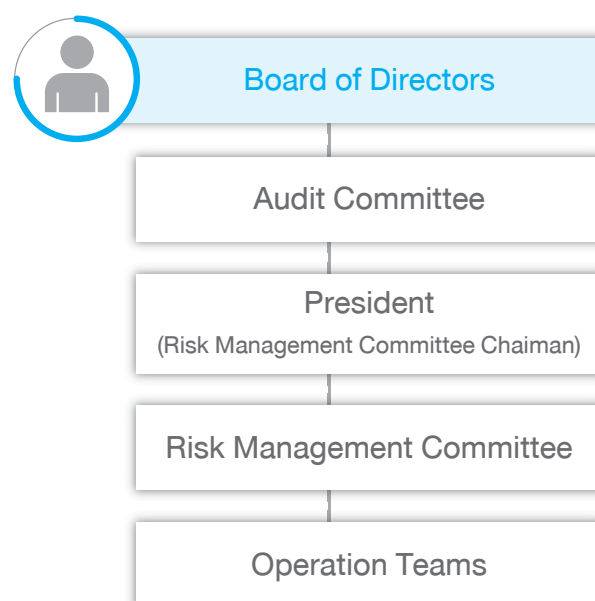 Board of Directors
Audit Committee
President
(Risk Management Committee Chaiman)
Risk Management Committee
Operation Teams